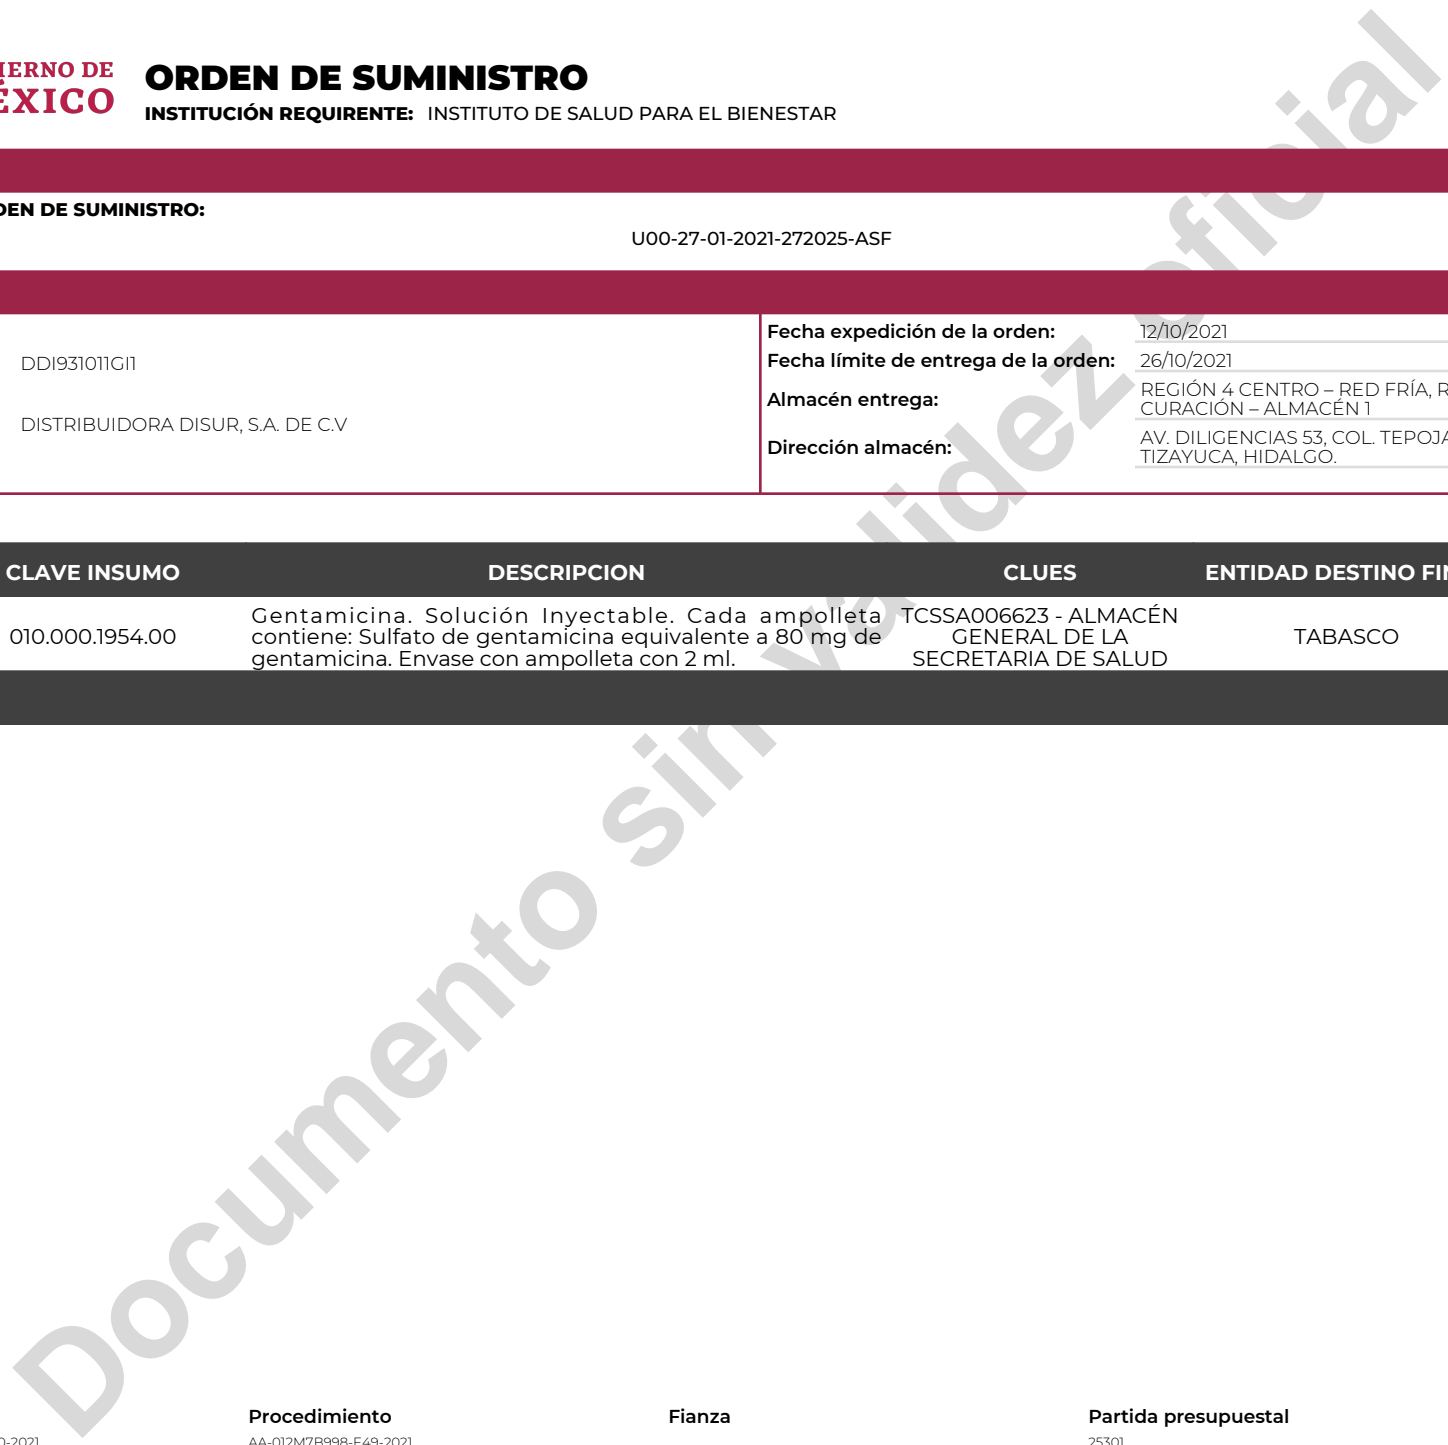 ORDEN DE SUMINISTRO
INSTITUCIÓN REQUIRENTE: INSTITUTO DE SALUD PARA EL BIENESTAR
DE
ÉXICO
DE SUMINISTRO:
U00-27-01-2021-272025-ASF
DDI931011GI1
DISTRIBUIDORA DISUR, S.A. DE C.V
Fecha expedición de la orden: 12/10/2021
Fecha límite de entrega de la orden: 26/10/2021
Almacén entrega: REGIÓN 4 CENTRO – RED FRÍA,
CURACIÓN – ALMACÉN 1
Dirección almacén: AV. DILIGENCIAS 53, COL.
TIZAYUCA, HIDALGO.
CLAVE INSUMO DESCRIPCION CLUES ENTIDAD DESTINO
010.000.1954.00
Gentamicina. Solución Inyectable. Cada ampolleta
contiene: Sulfato de gentamicina equivalente a 80 mg de
gentamicina. Envase con ampolleta con 2 ml.
TCSSA006623 - ALMACÉN
GENERAL DE LA
SECRETARIA DE SALUD
TABASCO
Documento sin validez oficial
Procedimiento Fianza Partida presupuestal
AA-012M7B998-E49-2021 25301